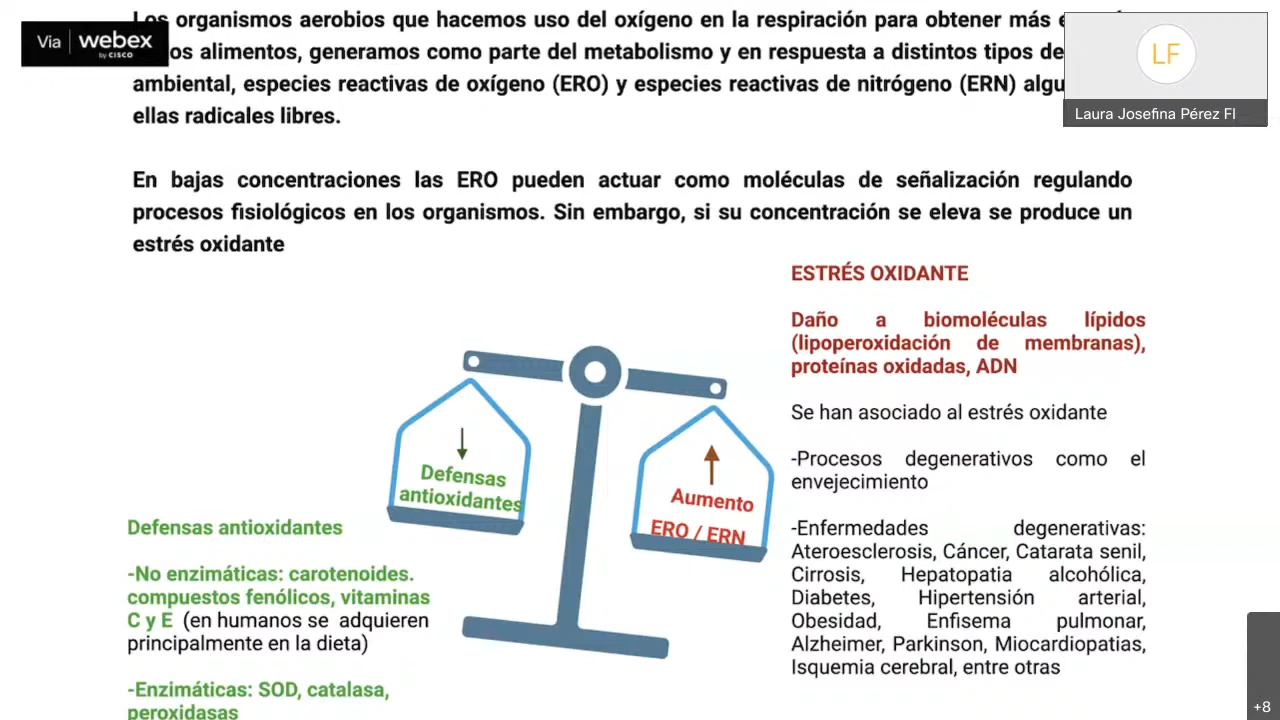 Los organismos aerobios que hacemos uso del oxígeno en la respiración para obtener más
Via webex
by CISCO
os alimentos, generamos como parte del metabolismo y en respuesta a distintos tipos de
ambiental, especies reactivas de oxígeno (ERO) y especies reactivas de nitrógeno (ERN) algu
ellas radicales libres.
LF
Laura Josefina Pérez Fl
En bajas concentraciones las ERO pueden actuar como moléculas de señalización regulando
procesos fisiológicos en los organismos. Sin embargo, si su concentración se eleva se produce un
estrés oxidante
ESTRÉS OXIDANTE
Daño a biomoléculas lípidos
(lipoperoxidación de membranas),
proteínas oxidadas, ADN
Se han asociado al estrés oxidante
-Procesos degenerativos como el
envejecimiento
-Enfermedades degenerativas:
Ateroesclerosis, Cáncer, Catarata senil,
Cirrosis, Hepatopatia alcohólica,
Diabetes, Hipertensión arterial,
Obesidad, Enfisema pulmonar,
Alzheimer, Parkinson, Miocardiopatias,
Isquemia cerebral, entre otras
Defensas
antioxidantes
Aumento
ERO / ERN
Defensas antioxidantes
-No enzimáticas: carotenoides.
compuestos fenólicos, vitaminas
C y E (en humanos se adquieren
principalmente en la dieta)
-Enzimáticas: SOD, catalasa,
peroxidasas
+8